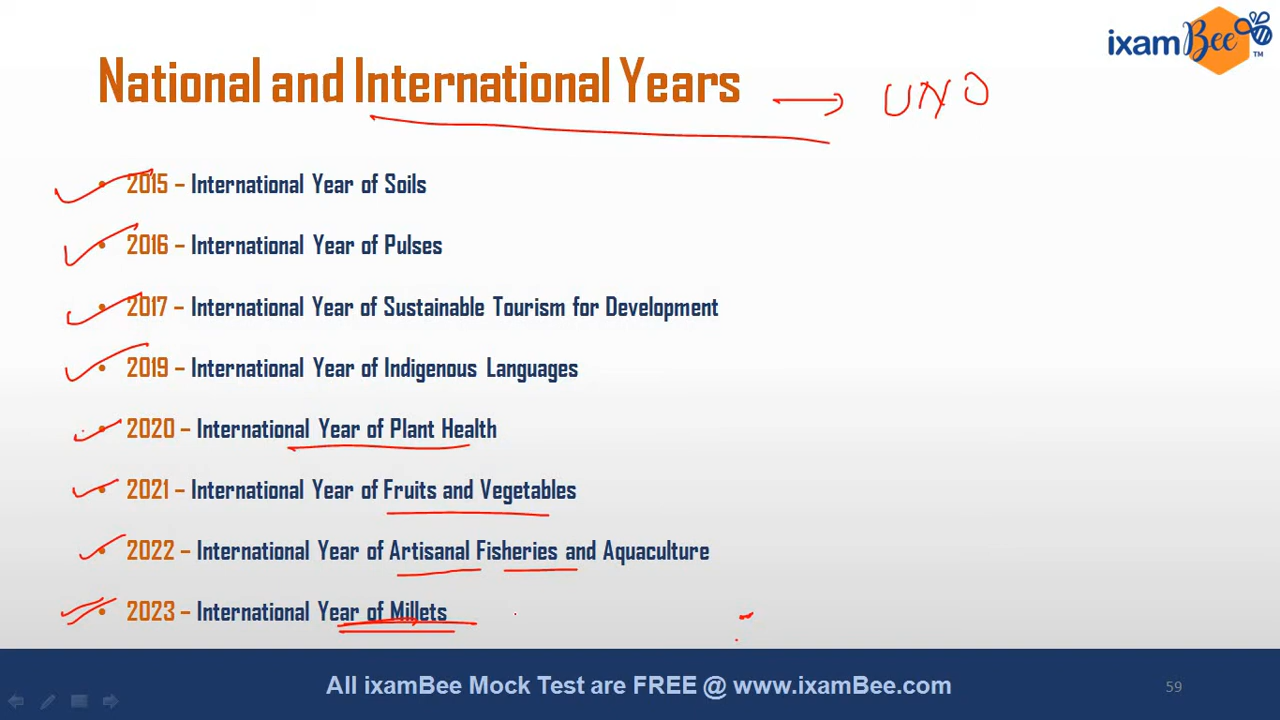 ixamBee
TM
National and International Years
UNO
• 2015 – International Year of Soils
• 2016 – International Year of Pulses
• 2017 – International Year of Sustainable Tourism for Development
• 2019 – International Year of Indigenous Languages
• 2020 – International Year of Plant Health
• 2021 – International Year of Fruits and Vegetables
• 2022 – International Year of Artisanal Fisheries and Aquaculture
• 2023 – International Year of Millets
All ixamBee Mock Test are FREE @ www.ixamBee.com
59